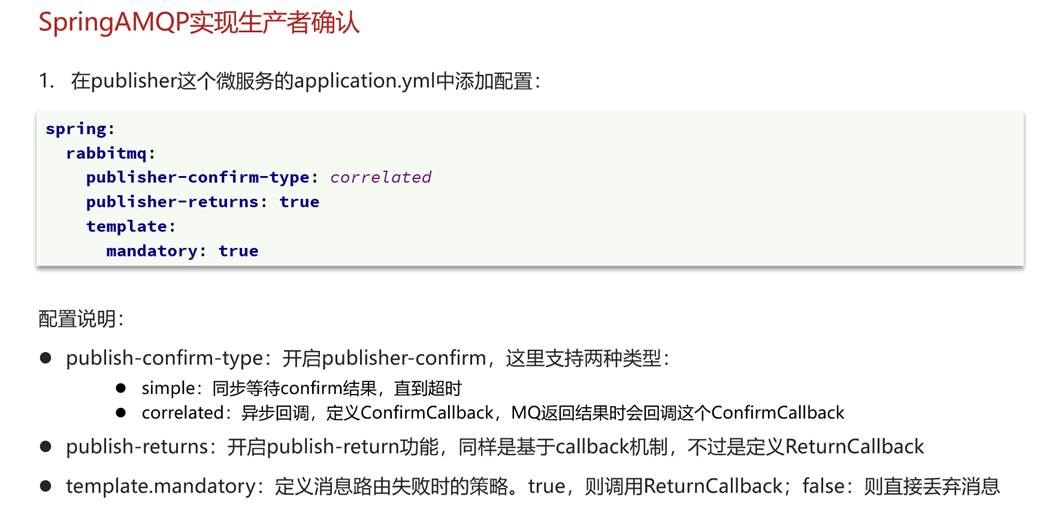 SpringAMQP实现生产者确认
1. 在publisher这个微服务的application.yml中添加配置：
spring:
  rabbitmq:
    publisher-confirm-type: correlated
    publisher-returns: true
    template:
      mandatory: true
配置说明：
● publish-confirm-type：开启publisher-confirm，这里支持两种类型：
● simple：同步等待confirm结果，直到超时
● correlated：异步回调，定义ConfirmCallback，MQ返回结果时会回调这个ConfirmCallback
● publish-returns：开启publish-return功能，同样是基于callback机制，不过是定义ReturnCallback
● template.mandatory：定义消息路由失败时的策略。true，则调用ReturnCallback；false：则直接丢弃消息